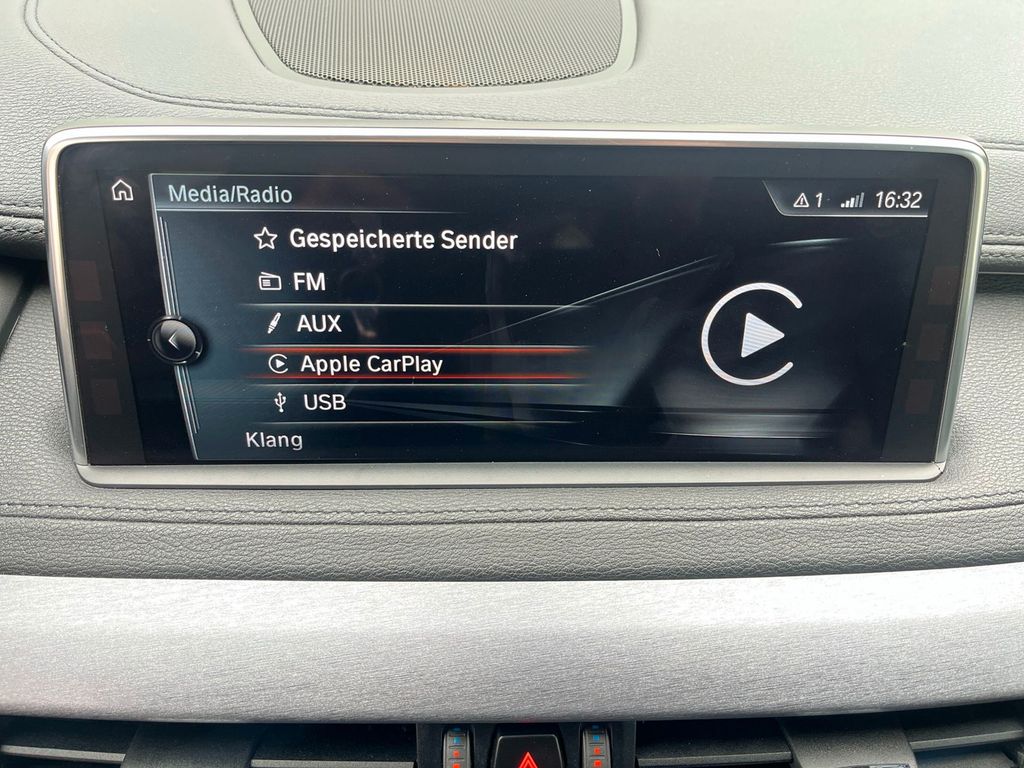 Media/Radio
1 16:32
Gespeicherte Sender
FM
AUX
Apple CarPlay
USB
Klang